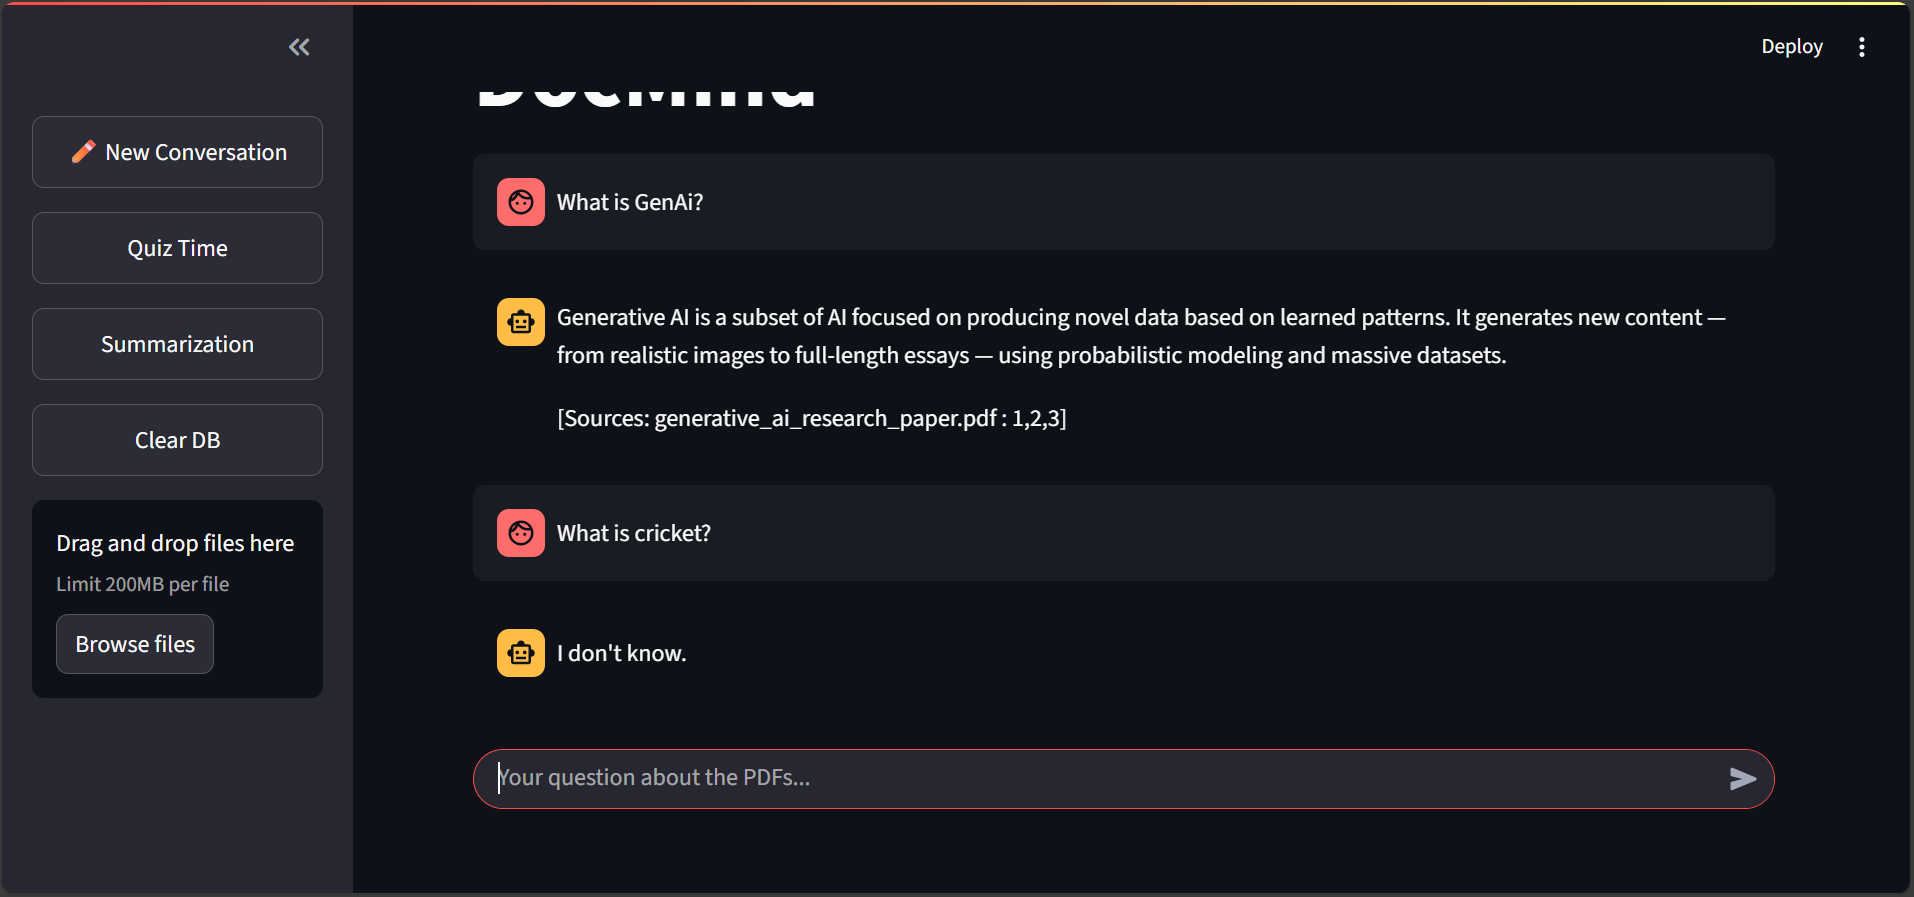 Deploy
New Conversation
Quiz Time
Summarization
Clear DB
Drag and drop files here
Limit 200MB per file
Browse files
DocMind
What is GenAi?
Generative AI is a subset of AI focused on producing novel data based on learned patterns. It generates new content —
from realistic images to full-length essays — using probabilistic modeling and massive datasets.
[Sources: generative_ai_research_paper.pdf : 1,2,3]
What is cricket?
I don't know.
Your question about the PDFs...